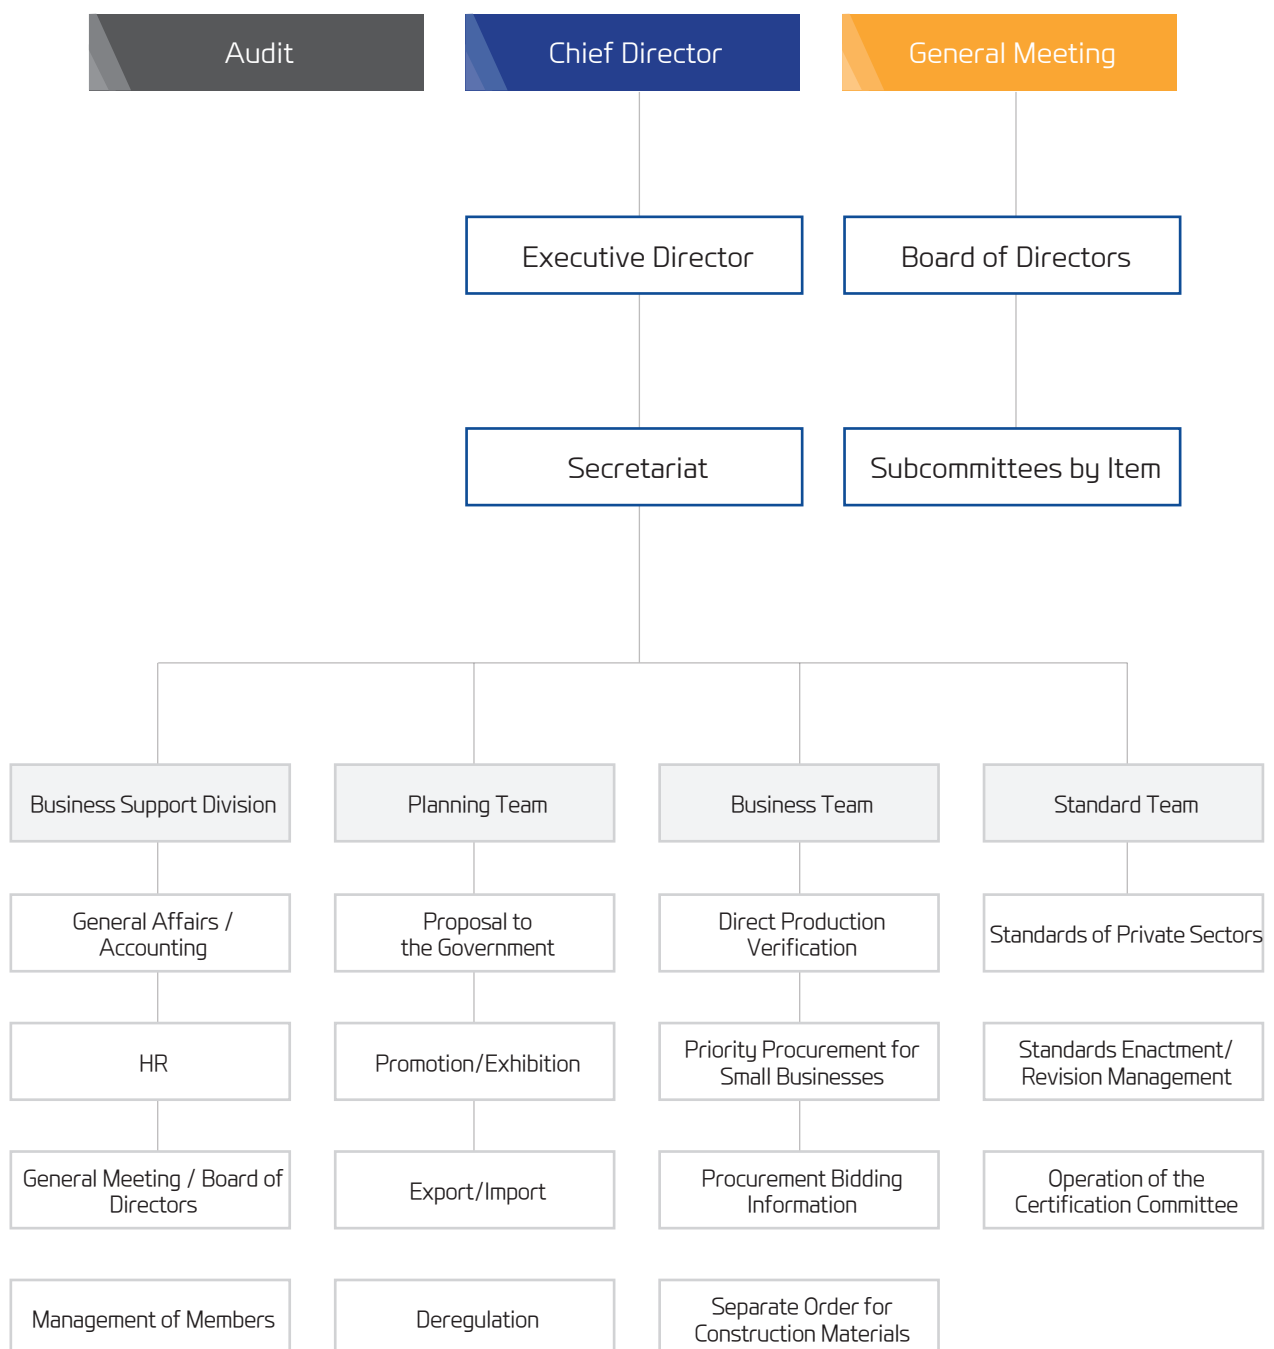 Audit
Chief Director
General Meeting
Executive Director
Board of Directors
Secretariat
Subcommittees by Item
Business Support Division
Planning Team
Business Team
Standard Team
General Affairs /
Accounting
Proposal to
the Government
Direct Production
Verification
Standards of Private Sectors
HR
Promotion/Exhibition
Priority Procurement for
Small Businesses
Standards Enactment/
Revision Management
General Meeting / Board of
Directors
Export/Import
Procurement Bidding
Information
Operation of the
Certification Committee
Management of Members
Deregulation
Separate Order for
Construction Materials